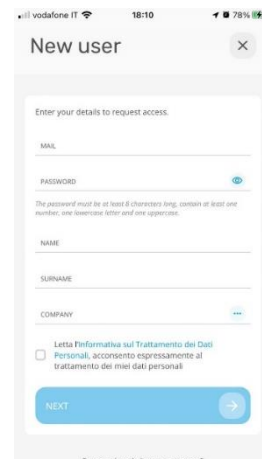 vodafone IT 18:10 78%
New user
Enter your details to request access.
MAIL
PASSWORD
The password must be at least 8 characters long, contain at least one
number, one lowercase letter and one uppercase.
NAME
SURNAME
COMPANY
Letta l'Informativa sul Trattamento dei Dati
Personali, acconsento espressamente al
trattamento dei miei dati personali
NEXT